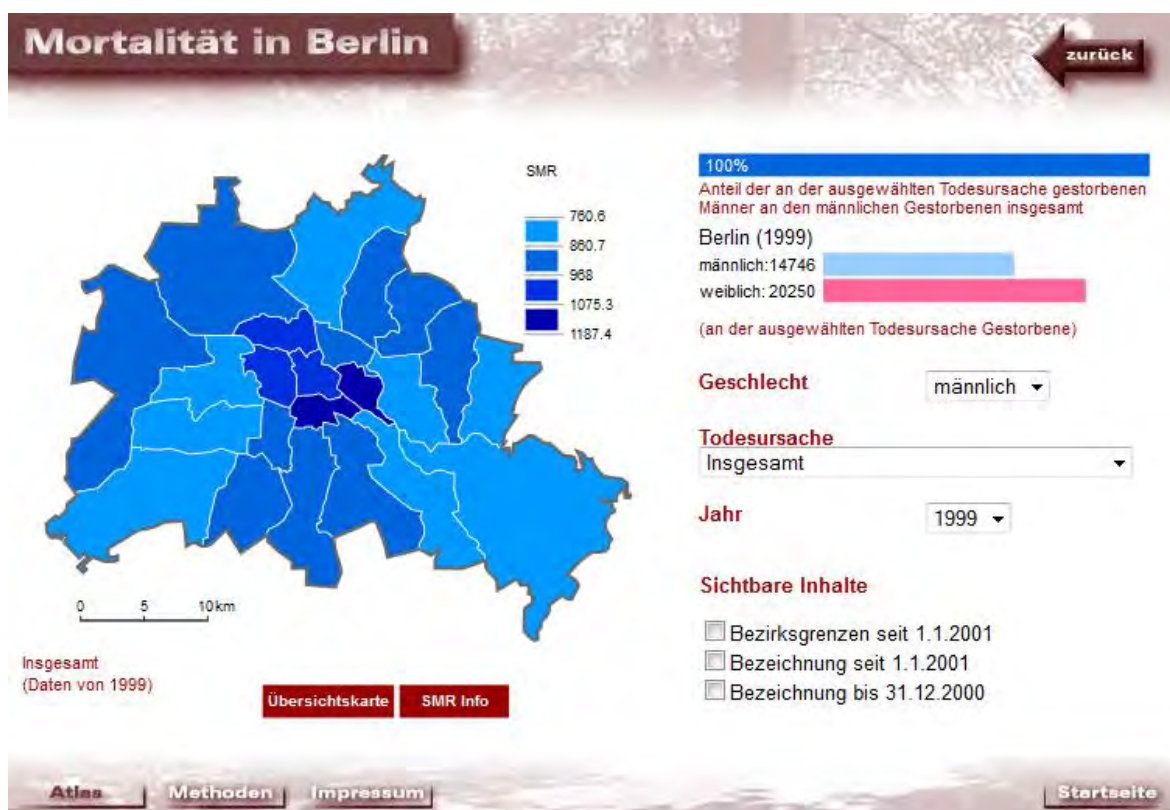 Mortalität in Berlin
zurück
SMR
760.6
860.7
968
1075.3
1187.4
0 5 10km
Insgesamt
(Daten von 1999)
Übersichtskarte
SMR Info
100%
Anteil der an der ausgewählten Todesursache gestorbenen
Männer an den männlichen Gestorbenen insgesamt
Berlin (1999)
männlich:14746
weiblich: 20250
(an der ausgewählten Todesursache Gestorbene)
Geschlecht männlich
Todesursache
Insgesamt
Jahr 1999
Sichtbare Inhalte
Bezirksgrenzen seit 1.1.2001
Bezeichnung seit 1.1.2001
Bezeichnung bis 31.12.2000
Atlas Methoden Impressum Startseite